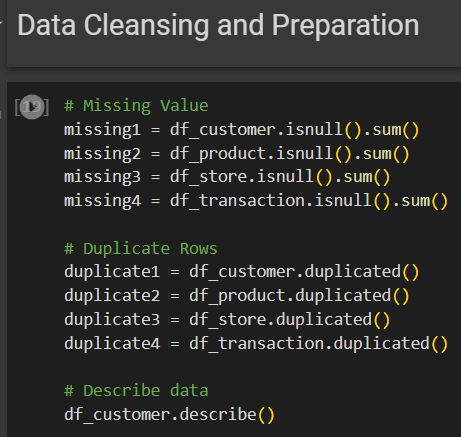 Data Cleansing and Preparation
[19]
# Missing Value
missing1 = df_customer.isnull().sum()
missing2 = df_product.isnull().sum()
missing3 = df_store.isnull().sum()
missing4 = df_transaction.isnull().sum()
# Duplicate Rows
duplicate1 = df_customer.duplicated()
duplicate2 = df_product.duplicated()
duplicate3 = df_store.duplicated()
duplicate4 = df_transaction.duplicated()
# Describe data
df_customer.describe()